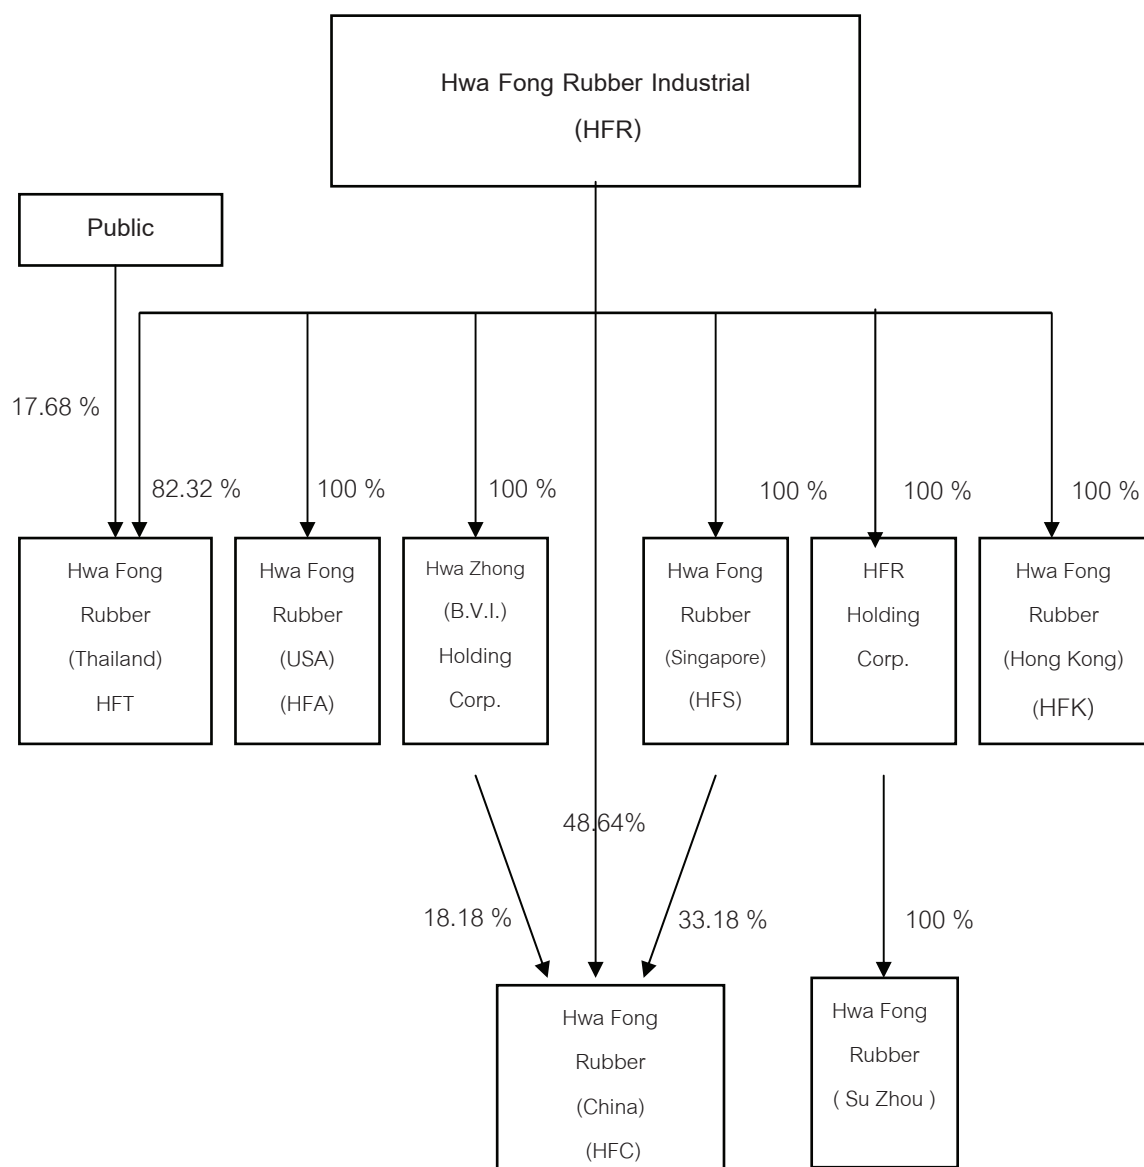 Hwa Fong Rubber Industrial
(HFR)
Public
17.68 %
82.32 %
100 %
100 %
100 %
100 %
100 %
Hwa Fong
Rubber
(Thailand)
HFT
Hwa Fong
Rubber
(USA)
(HFA)
Hwa Zhong
(B.V.I.)
Holding
Corp.
Hwa Fong
Rubber
(Singapore)
(HFS)
HFR
Holding
Corp.
Hwa Fong
Rubber
(Hong Kong)
(HFK)
48.64%
18.18 %
33.18 %
100 %
Hwa Fong
Rubber
(China)
(HFC)
Hwa Fong
Rubber
( Su Zhou )